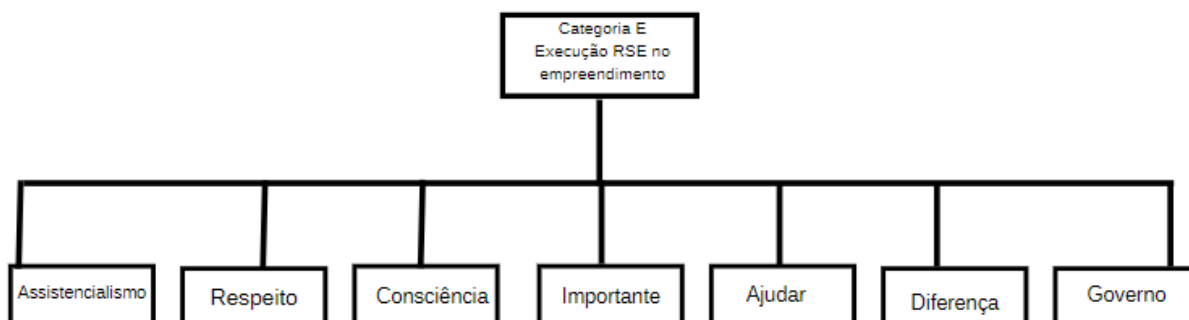 Categoria E
Execução RSE no
empreendimento
Assistencialismo
Respeito
Consciência
Importante
Ajudar
Diferença
Governo